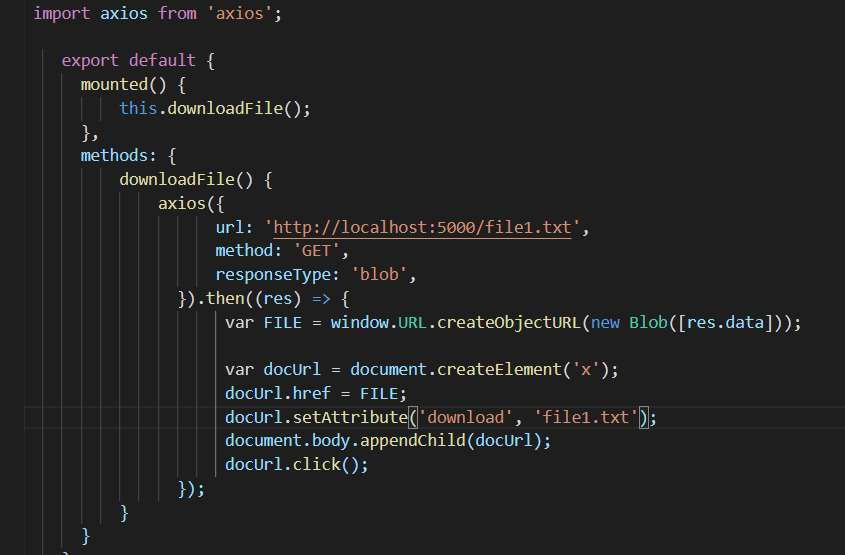 import axios from 'axios';
export default {
mounted() {
this.downloadFile();
},
methods: {
downloadFile() {
axios({
url: 'http://localhost:5000/file1.txt',
method: 'GET',
responseType: 'blob',
}).then((res) => {
var FILE = window.URL.createObjectURL(new Blob([res.data]));
var docUrl = document.createElement('x');
docUrl.href = FILE;
docUrl.setAttribute('download', 'file1.txt');
document.body.appendChild(docUrl);
docUrl.click();
});
}
}